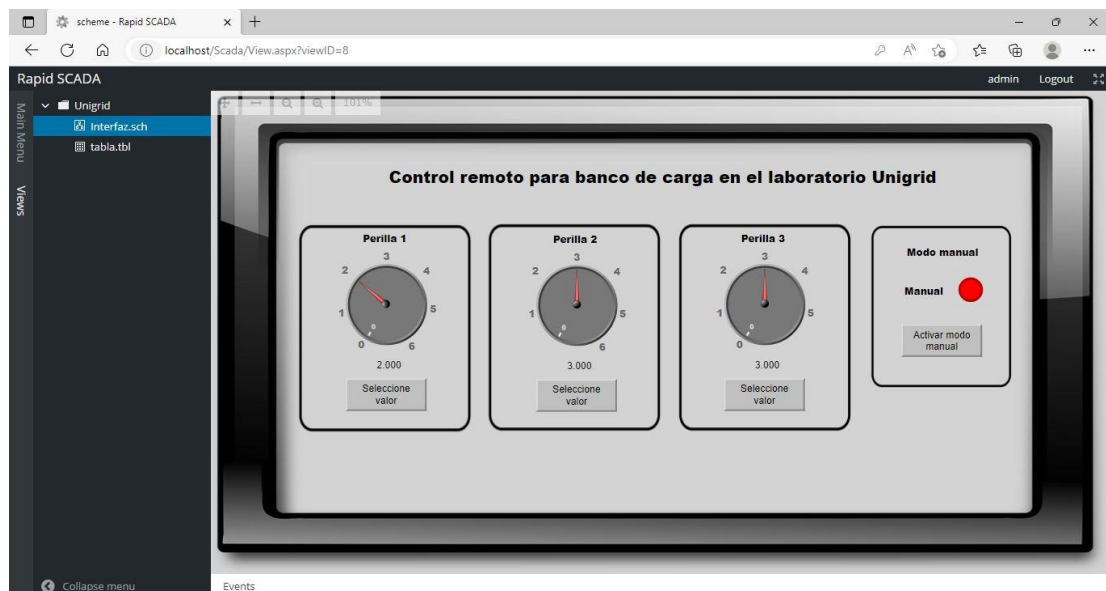 scheme - Rapid SCADA
localhost/Scada/View.aspx?viewID=8
Rapid SCADA
admin Logout
Main Menu
Views
Unigrid
Interfaz.sch
tabla.tbl
101%
Control remoto para banco de carga en el laboratorio Unigrid
Perilla 1
0 1 2 3 4 5 6
0
2.000
Seleccione
valor
Perilla 2
0 1 2 3 4 5 6
0
3.000
Seleccione
valor
Perilla 3
0 1 2 3 4 5 6
0
3.000
Seleccione
valor
Modo manual
Manual
Activar modo
manual
Collapse menu
Events